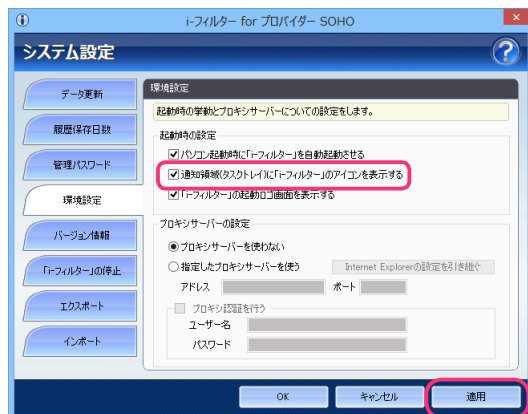 i-フィルター for プロバイダー SOHO
システム設定
?
データ更新
履歴保存日数
管理パスワード
環境設定
バージョン情報
「i-フィルター」の停止
エクスポート
インポート
環境設定
起動時の挙動とプロキシサーバーについての設定をします。
起動時の設定
パソコン起動時に「i-フィルター」を自動起動させる
通知領域(タスクトレイ)に「i-フィルター」のアイコンを表示する
「i-フィルター」の起動ロゴ画面を表示する
プロキシサーバーの設定
プロキシサーバーを使わない
指定したプロキシサーバーを使う Internet Explorerの設定を引き継ぐ
アドレス ポート
プロキシ認証を行う
ユーザー名
パスワード
OK キャンセル 適用